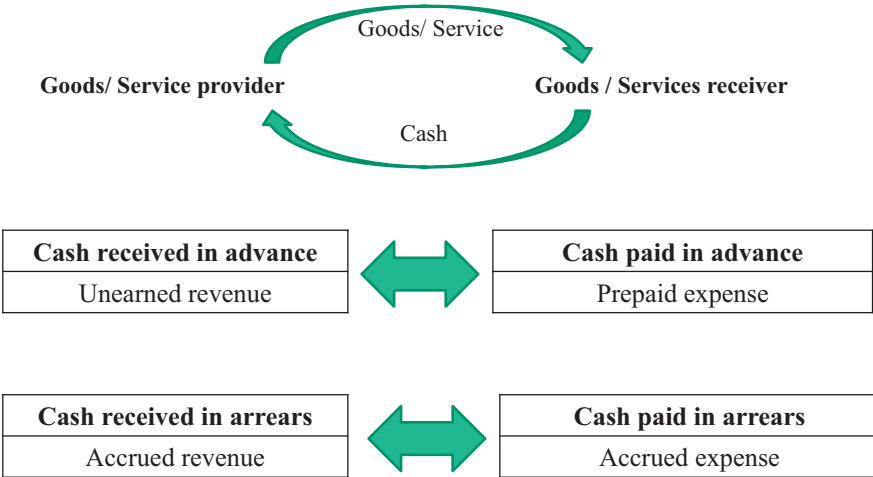 Goods/ Service
Goods/ Service provider
Goods / Services receiver
Cash
Cash received in advance
Cash paid in advance
Unearned revenue
Prepaid expense
Cash received in arrears
Cash paid in arrears
Accrued revenue
Accrued expense